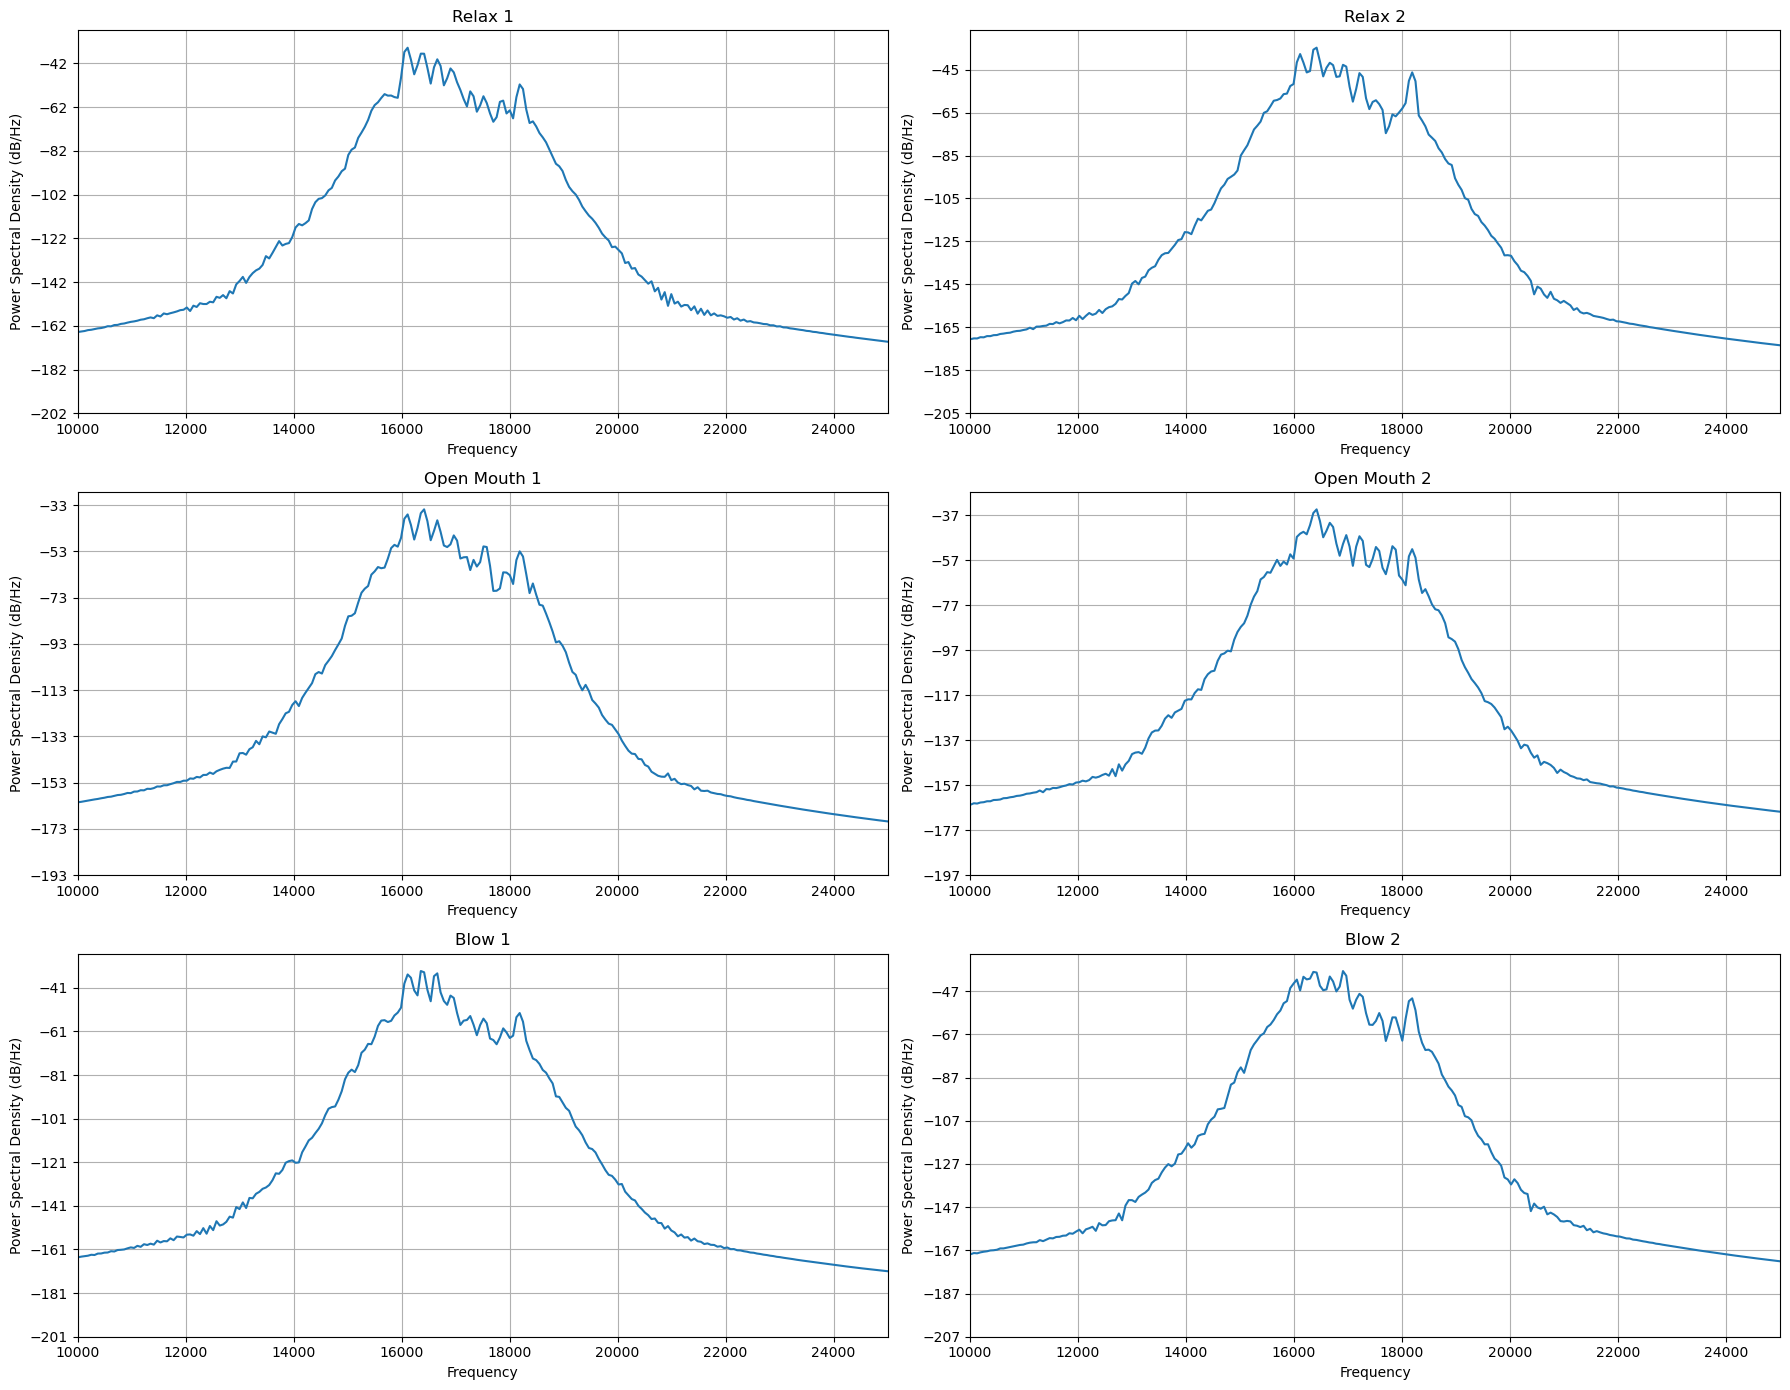 Relax 1
Power Spectral Density (dB/Hz)
−42
−62
−82
−102
−122
−142
−162
−182
−202
10000 12000 14000 16000 18000 20000 22000 24000
Frequency
Relax 2
Power Spectral Density (dB/Hz)
−45
−65
−85
−105
−125
−145
−165
−185
−205
10000 12000 14000 16000 18000 20000 22000 24000
Frequency
Open Mouth 1
Power Spectral Density (dB/Hz)
−33
−53
−73
−93
−113
−133
−153
−173
−193
10000 12000 14000 16000 18000 20000 22000 24000
Frequency
Open Mouth 2
Power Spectral Density (dB/Hz)
−37
−57
−77
−97
−117
−137
−157
−177
−197
10000 12000 14000 16000 18000 20000 22000 24000
Frequency
Blow 1
Power Spectral Density (dB/Hz)
−41
−61
−81
−101
−121
−141
−161
−181
−201
10000 12000 14000 16000 18000 20000 22000 24000
Frequency
Blow 2
Power Spectral Density (dB/Hz)
−47
−67
−87
−107
−127
−147
−167
−187
−207
10000 12000 14000 16000 18000 20000 22000 24000
Frequency